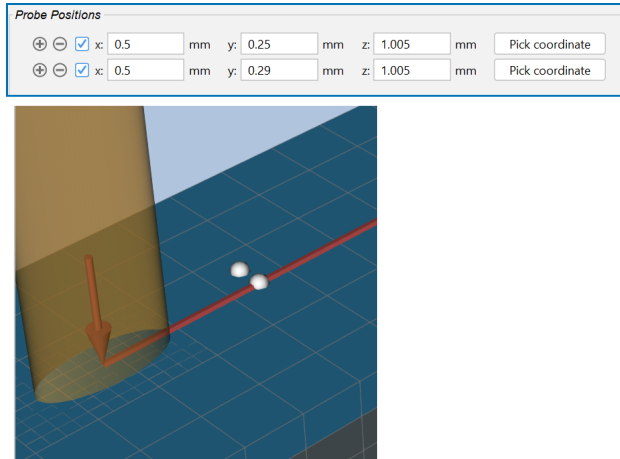 Probe Positions
x: 0.5 mm y: 0.25 mm z: 1.005 mm Pick coordinate
x: 0.5 mm y: 0.29 mm z: 1.005 mm Pick coordinate